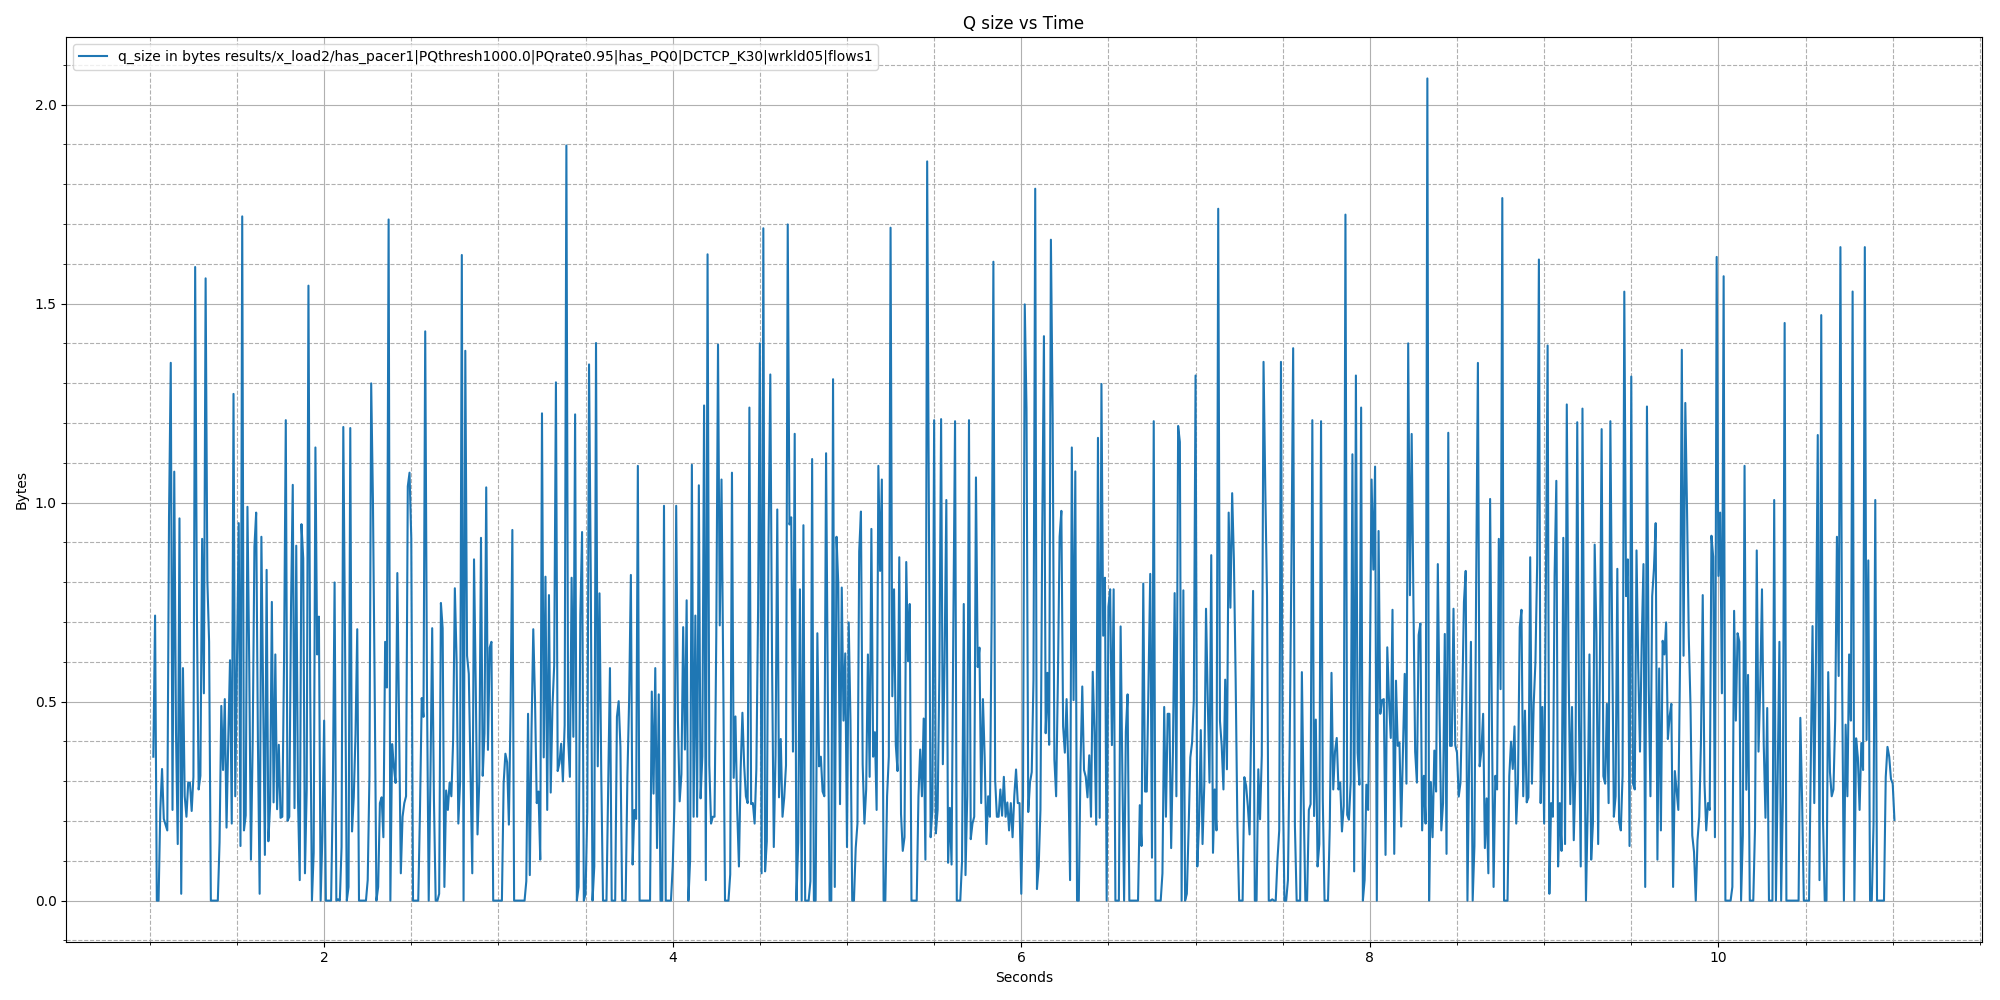 Q size vs Time
q_size in bytes results/x_load2/has_pacer1|PQthresh1000.0|PQrate0.95|has_PQ0|DCTCP_K30|wrkld05|flows1
2.0
1.5
1.0
0.5
0.0
Bytes
2 4 6 8 10
Seconds